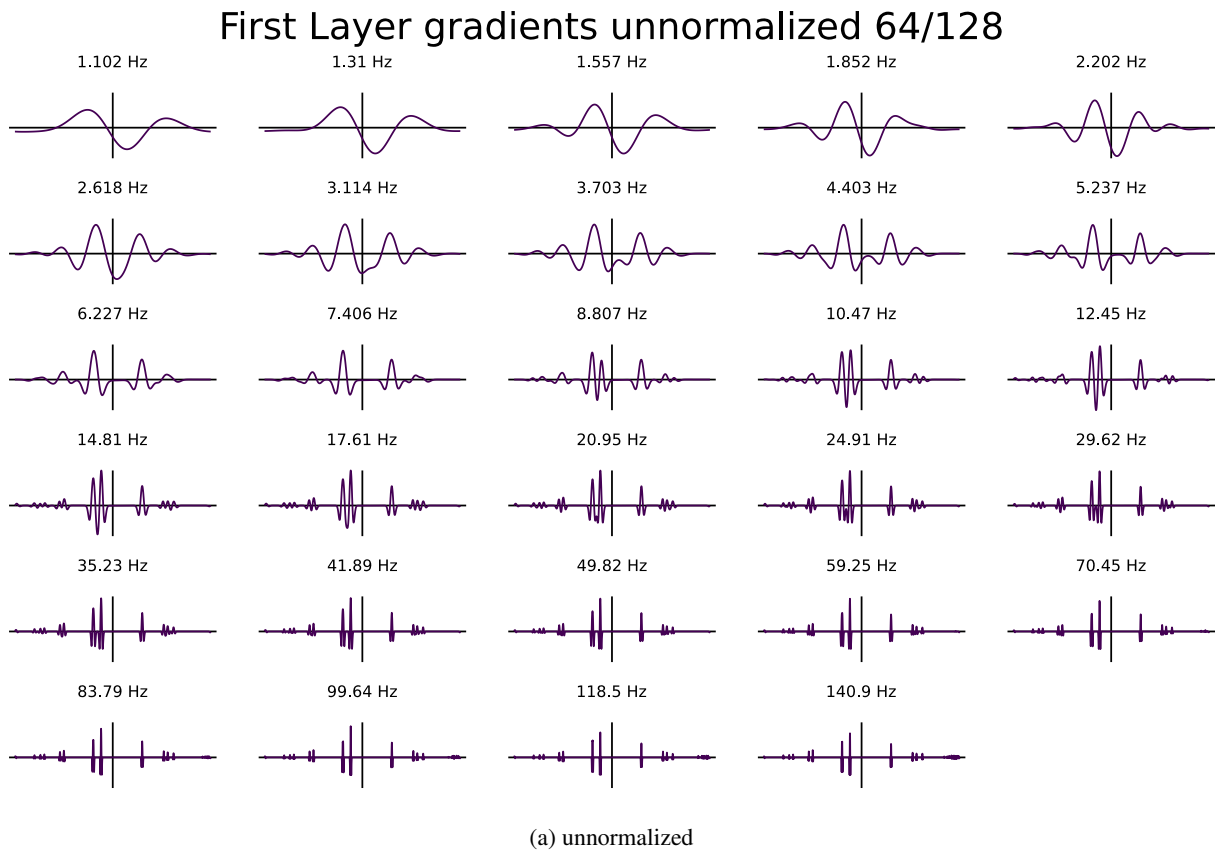 First Layer gradients unnormalized 64/128
1.102 Hz 1.31 Hz 1.557 Hz 1.852 Hz 2.202 Hz
2.618 Hz 3.114 Hz 3.703 Hz 4.403 Hz 5.237 Hz
6.227 Hz 7.406 Hz 8.807 Hz 10.47 Hz 12.45 Hz
14.81 Hz 17.61 Hz 20.95 Hz 24.91 Hz 29.62 Hz
35.23 Hz 41.89 Hz 49.82 Hz 59.25 Hz 70.45 Hz
83.79 Hz 99.64 Hz 118.5 Hz 140.9 Hz
(a) unnormalized